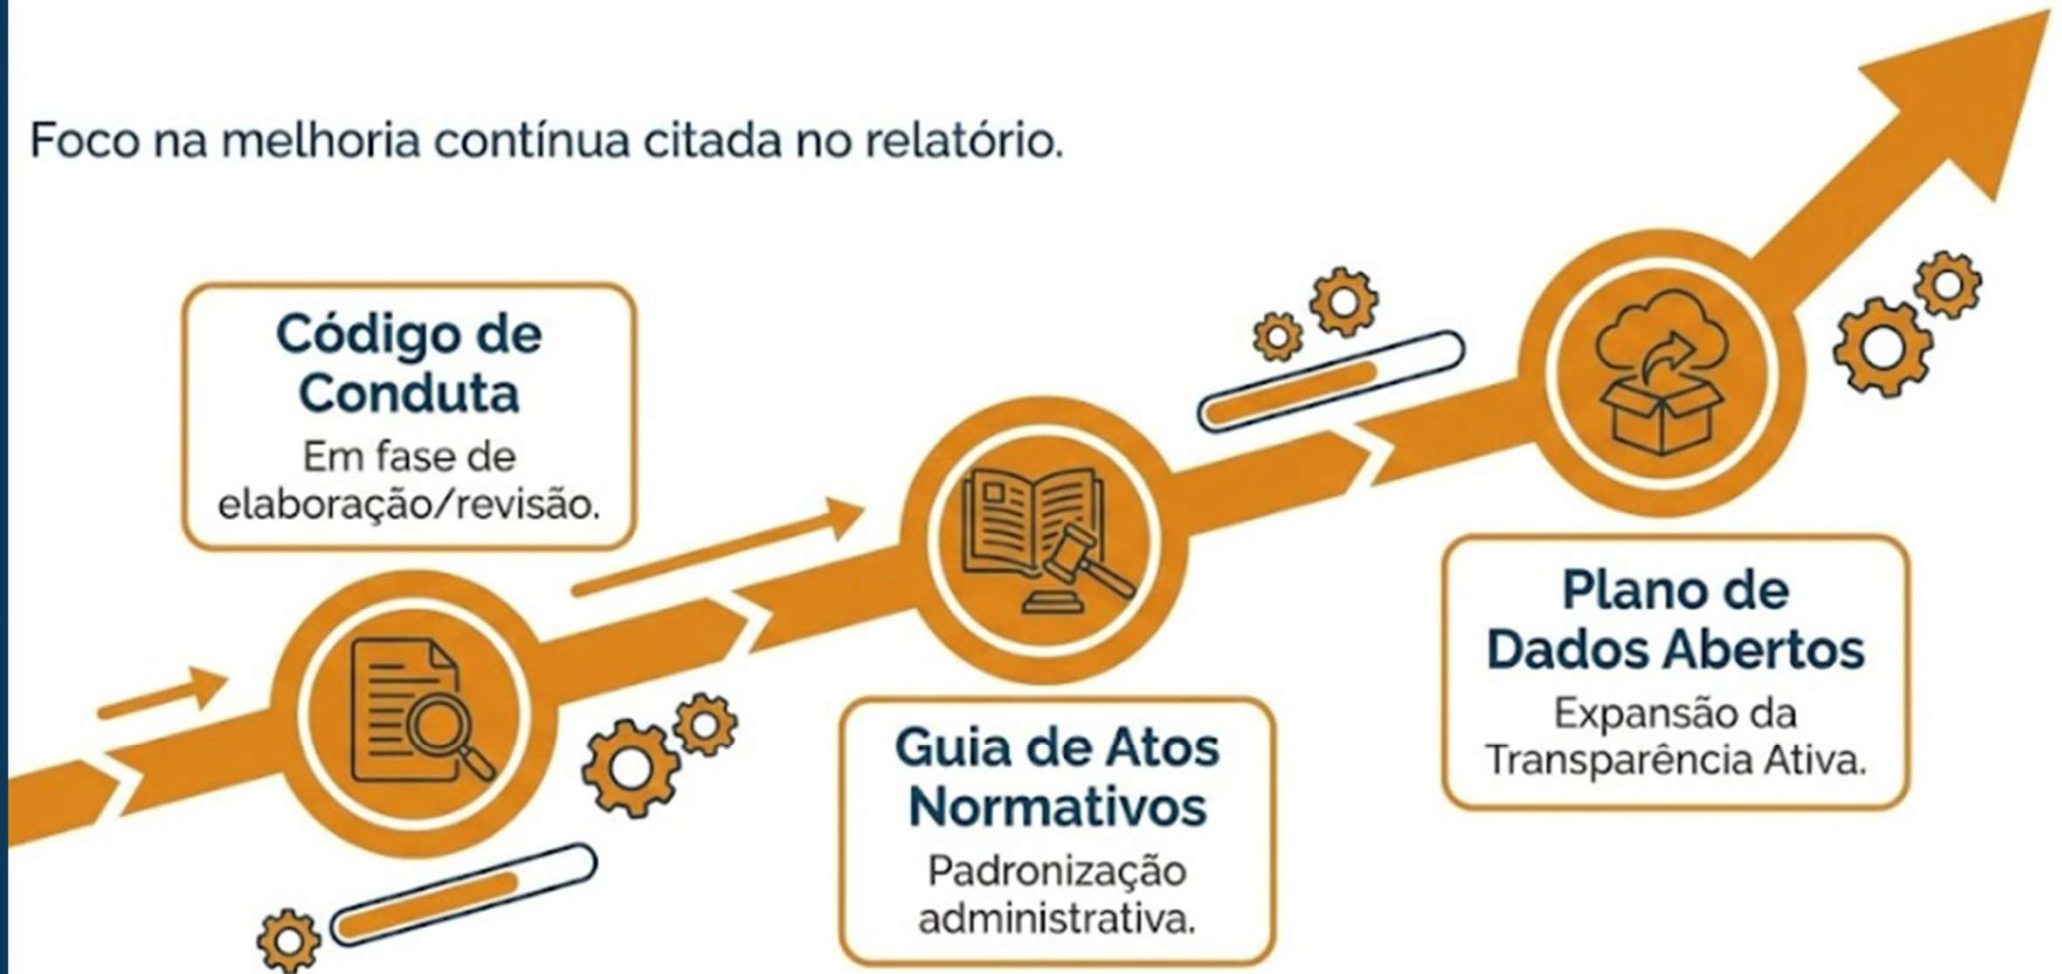 Foco na melhoria contínua citada no relatório.
Código de
Conduta
Em fase de
elaboração/revisão.
Guia de Atos
Normativos
Padronização
administrativa.
Plano de
Dados Abertos
Expansão da
Transparência Ativa.